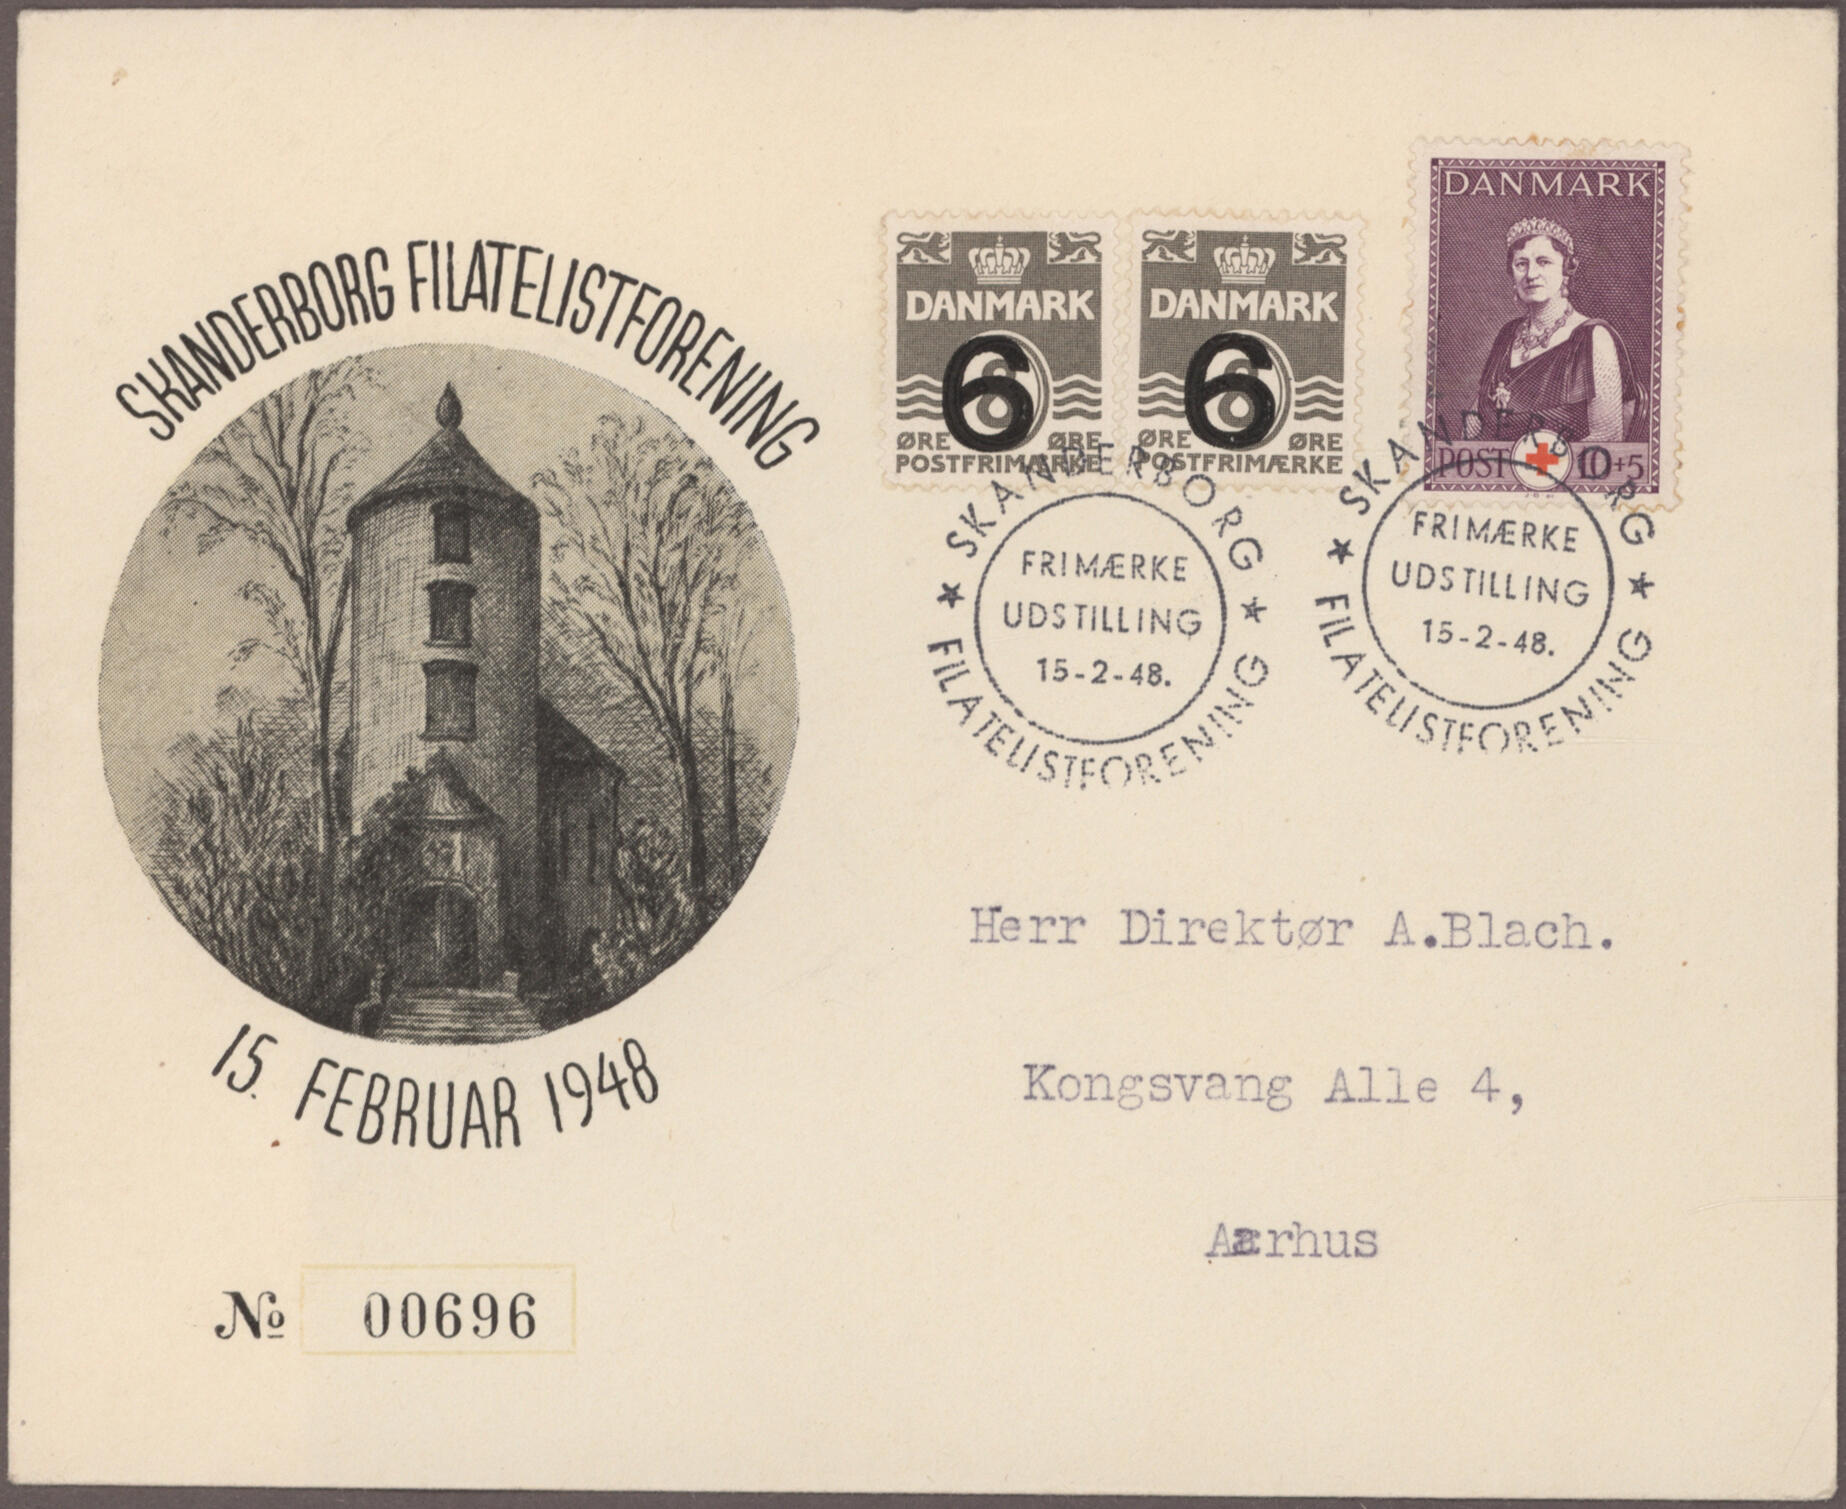 SKANDERBORG FILATELISTFORENING
15. FEBRUAR 1948
№ 00696
DANMARK
6
ØRE ØRE
POSTFRIMÆRKE
DANMARK
6
ØRE ØRE
POSTFRIMÆRKE
DANMARK
POST 10+5
SKANDERBORG
FRIMÆRKE
UDSTILLING
15-2-48.
FILATELISTFORENING
SKANDERBORG
FRIMÆRKE
UDSTILLING
15-2-48.
FILATELISTFORENING
Herr Direktør A.Blach.
Kongsvang Alle 4,
Aarhus